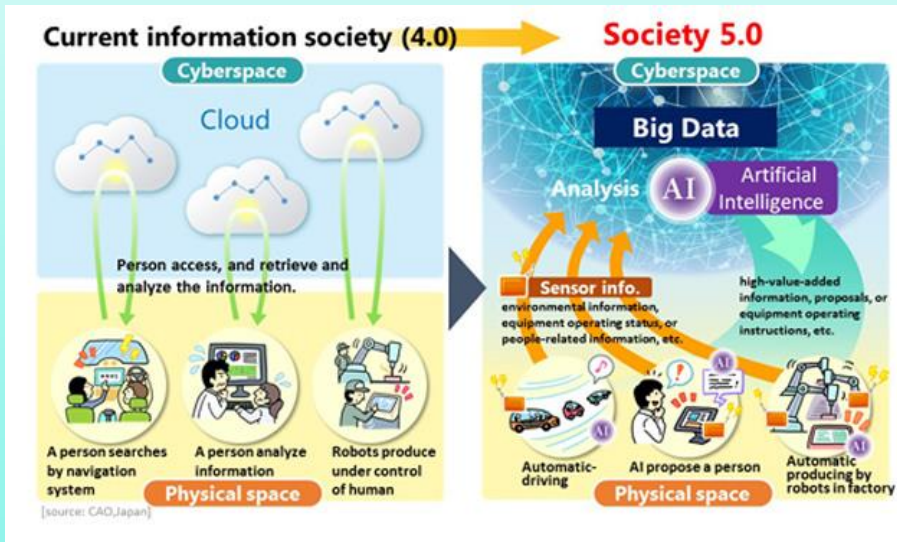 Current information society (4.0)
Society 5.0
Cyberspace
Cloud
Person access, and retrieve and
analyze the information.
A person searches
by navigation
system
A person analyze
information
Robots produce
under control
of human
Physical space
[source: CAO,Japan]
Cyberspace
Big Data
Analysis
AI
Artificial
Intelligence
Sensor info.
environmental information,
equipment operating status, or
people-related information, etc.
high-value-added
information, proposals, or
equipment operating
instructions, etc.
AI
AI
AI
Automatic-
driving
AI propose a person
Automatic
producing by
robots in factory
Physical space